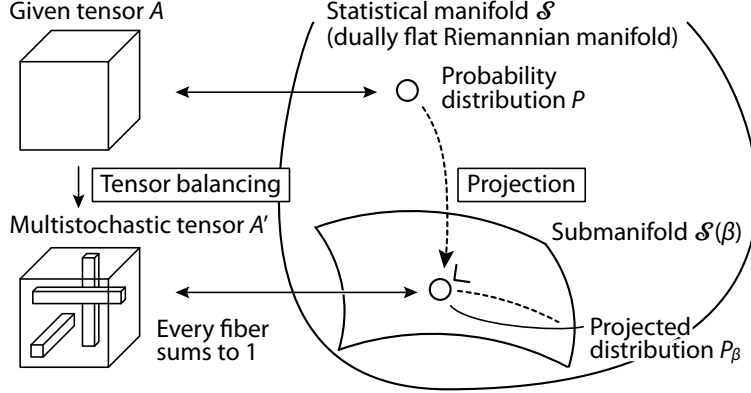 Given tensor A
Statistical manifold 𝓢
(dually flat Riemannian manifold)
Probability
distribution P
Tensor balancing
Projection
Multistochastic tensor A′
Submanifold 𝓢(β)
Every fiber
sums to 1
Projected
distribution Pβ